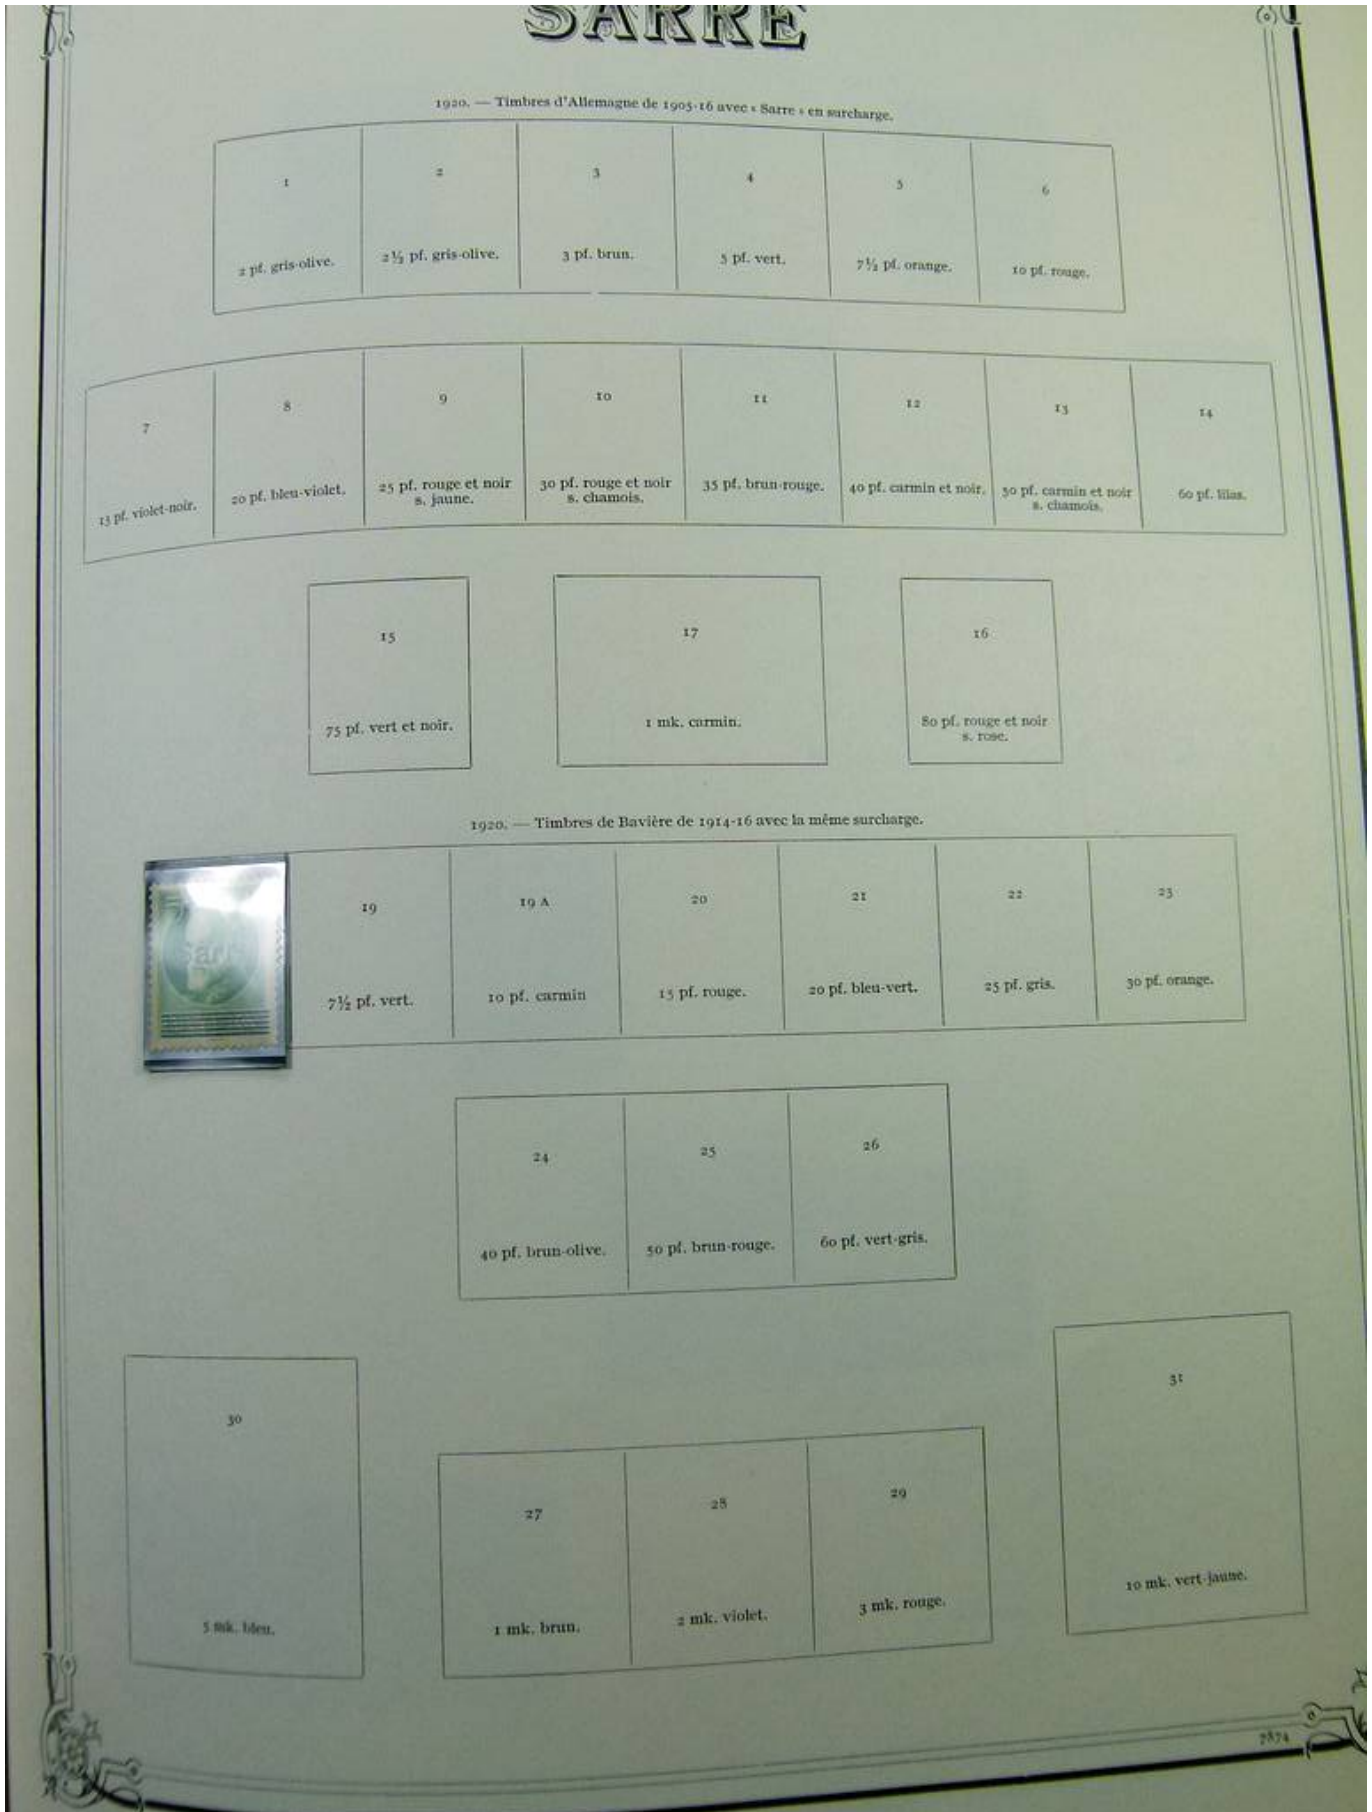 SARRE
1920. — Timbres d'Allemagne de 1905-16 avec « Sarre » en surcharge.
1
2
3
4
5
6
2 pf. gris-olive.
2½ pf. gris-olive.
3 pf. brun.
5 pf. vert.
7½ pf. orange.
10 pf. rouge.
7
8
9
10
11
12
13
14
15 pf. violet-noir.
20 pf. bleu-violet.
25 pf. rouge et noir
s. jaune.
30 pf. rouge et noir
s. chamois.
35 pf. brun-rouge.
40 pf. carmin et noir.
50 pf. carmin et noir
s. chamois.
60 pf. lilas.
15
17
16
75 pf. vert et noir.
1 mk. carmin.
80 pf. rouge et noir
s. rose.
1920. — Timbres de Bavière de 1914-16 avec la même surcharge.
Sarre
19
19 A
20
21
22
23
7½ pf. vert.
10 pf. carmin
15 pf. rouge.
20 pf. bleu-vert.
25 pf. gris.
30 pf. orange.
24
25
26
40 pf. brun-olive.
50 pf. brun-rouge.
60 pf. vert-gris.
30
5 mk. bleu.
27
28
29
1 mk. brun.
2 mk. violet.
3 mk. rouge.
31
10 mk. vert-jaune.
7874